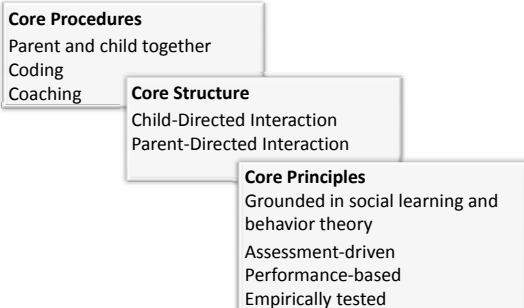 Core Procedures
Parent and child together
Coding
Coaching
Core Structure
Child-Directed Interaction
Parent-Directed Interaction
Core Principles
Grounded in social learning and
behavior theory
Assessment-driven
Performance-based
Empirically tested